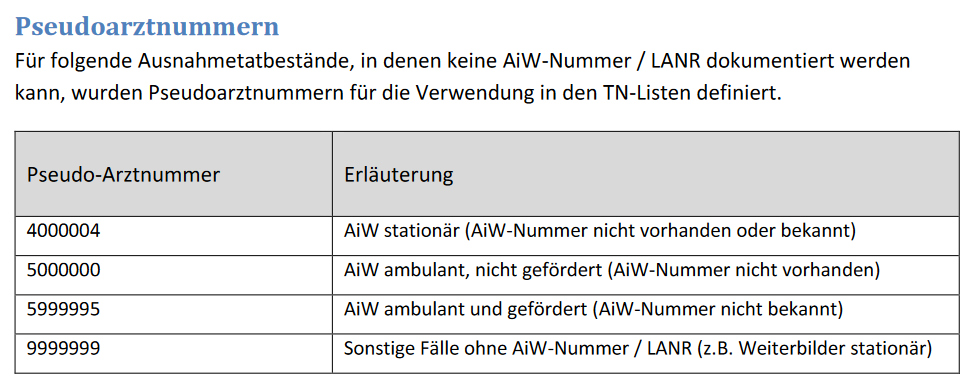 Pseudoarztnummern
Für folgende Ausnahmetatbestände, in denen keine AiW-Nummer / LANR dokumentiert werden
kann, wurden Pseudoarztnummern für die Verwendung in den TN-Listen definiert.
Pseudo-Arztnummer Erläuterung
4000004 AiW stationär (AiW-Nummer nicht vorhanden oder bekannt)
5000000 AiW ambulant, nicht gefördert (AiW-Nummer nicht vorhanden)
5999995 AiW ambulant und gefördert (AiW-Nummer nicht bekannt)
9999999 Sonstige Fälle ohne AiW-Nummer / LANR (z.B. Weiterbilder stationär)